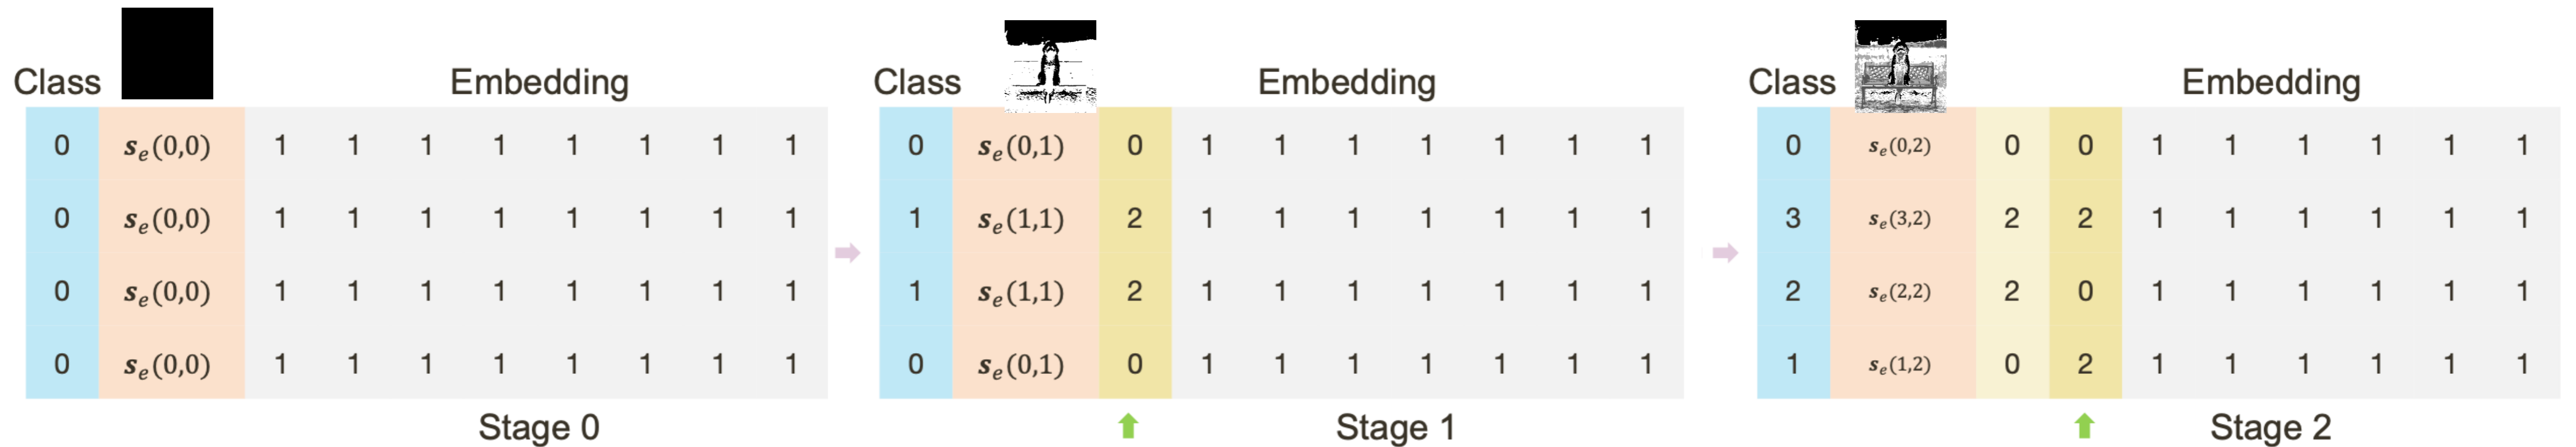 Class Embedding Class Embedding Class Embedding
0 s_e(0,0) 1 1 1 1 1 1 1 1 0 s_e(0,1) 0 1 1 1 1 1 1 1 0 s_e(0,2) 0 0 1 1 1 1 1 1
0 s_e(0,0) 1 1 1 1 1 1 1 1 1 s_e(1,1) 2 1 1 1 1 1 1 1 3 s_e(3,2) 2 2 1 1 1 1 1 1
0 s_e(0,0) 1 1 1 1 1 1 1 1 1 s_e(1,1) 2 1 1 1 1 1 1 1 2 s_e(2,2) 2 0 1 1 1 1 1 1
0 s_e(0,0) 1 1 1 1 1 1 1 1 0 s_e(0,1) 0 1 1 1 1 1 1 1 1 s_e(1,2) 0 2 1 1 1 1 1 1
Stage 0 Stage 1 Stage 2